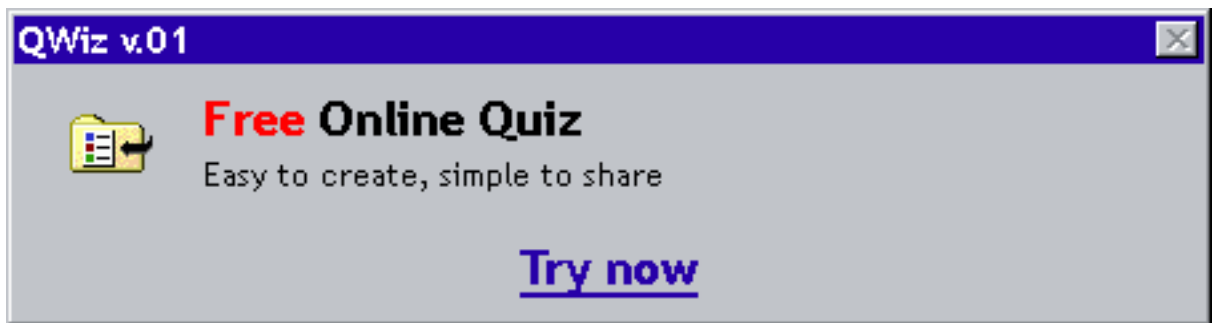 QWiz v.01
Free Online Quiz
Easy to create, simple to share
Try now